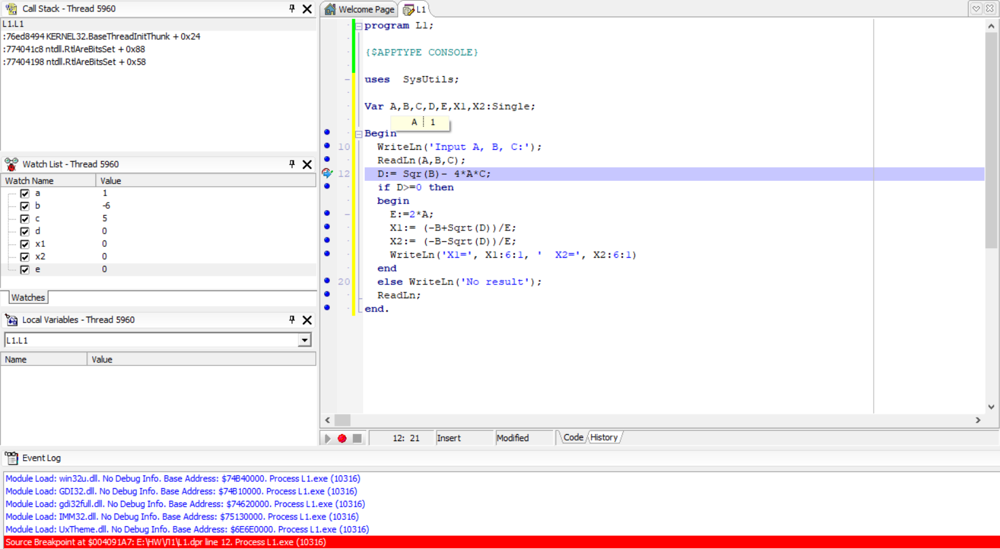 Call Stack - Thread 5960
L1.L1
:76ed8494 KERNEL32.BaseThreadInitThunk + 0x24
:774041c8 ntdll.RtlAreBitsSet + 0x88
:77404198 ntdll.RtlAreBitsSet + 0x58
Watch List - Thread 5960
Watch Name Value
a 1
b -6
c 5
d 0
x1 0
x2 0
e 0
Watches
Local Variables - Thread 5960
L1.L1
Name Value
Welcome Page L1
program L1;
{$APPTYPE CONSOLE}
uses  SysUtils;
Var A,B,C,D,E,X1,X2:Single;
A 1
Begin
10 WriteLn('Input A, B, C:');
ReadLn(A,B,C);
12 D:= Sqr(B)- 4*A*C;
if D>=0 then
begin
E:=2*A;
X1:= (-B+Sqrt(D))/E;
X2:= (-B-Sqrt(D))/E;
WriteLn('X1=', X1:6:1, '  X2=', X2:6:1)
end
20 else WriteLn('No result');
ReadLn;
end.
12: 21 Insert Modified Code History
Event Log
Module Load: win32u.dll. No Debug Info. Base Address: $74B40000. Process L1.exe (10316)
Module Load: GDI32.dll. No Debug Info. Base Address: $74B10000. Process L1.exe (10316)
Module Load: gdi32full.dll. No Debug Info. Base Address: $74620000. Process L1.exe (10316)
Module Load: IMM32.dll. No Debug Info. Base Address: $75130000. Process L1.exe (10316)
Module Load: UxTheme.dll. No Debug Info. Base Address: $6E6E0000. Process L1.exe (10316)
Source Breakpoint at $004091A7: E:\HW\Л1\L1.dpr line 12. Process L1.exe (10316)